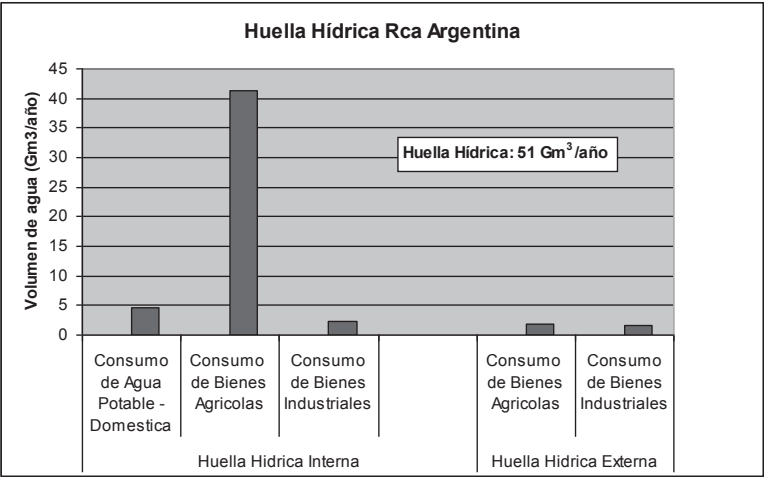 Huella Hídrica Rca Argentina
Volumen de agua (Gm3/año)
45
40
35
30
25
20
15
10
5
0
Huella Hídrica: 51 Gm³/año
Consumo
de Agua
Potable -
Domestica
Consumo
de Bienes
Agricolas
Consumo
de Bienes
Industriales
Consumo
de Bienes
Agricolas
Consumo
de Bienes
Industriales
Huella Hidrica Interna
Huella Hidrica Externa